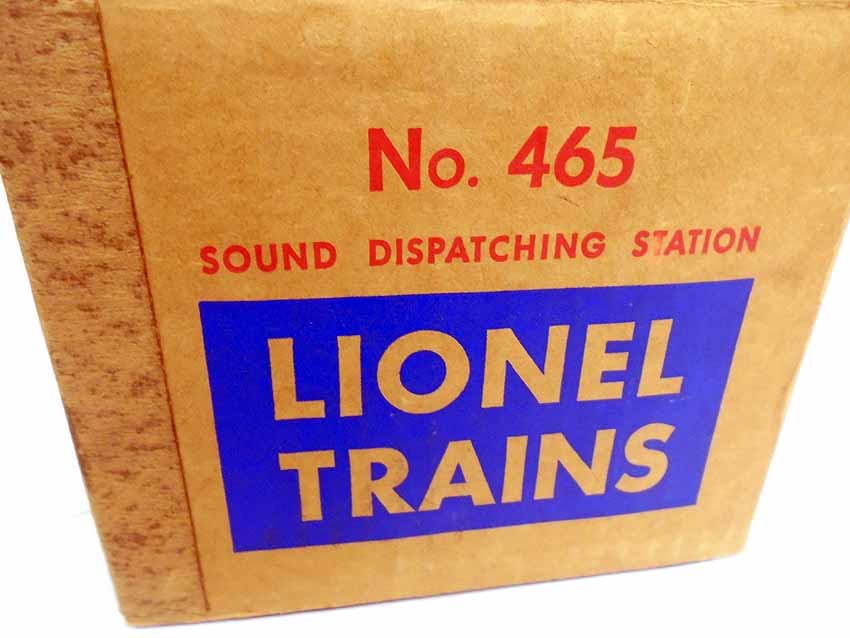 No. 465
SOUND DISPATCHING STATION
LIONEL
TRAINS